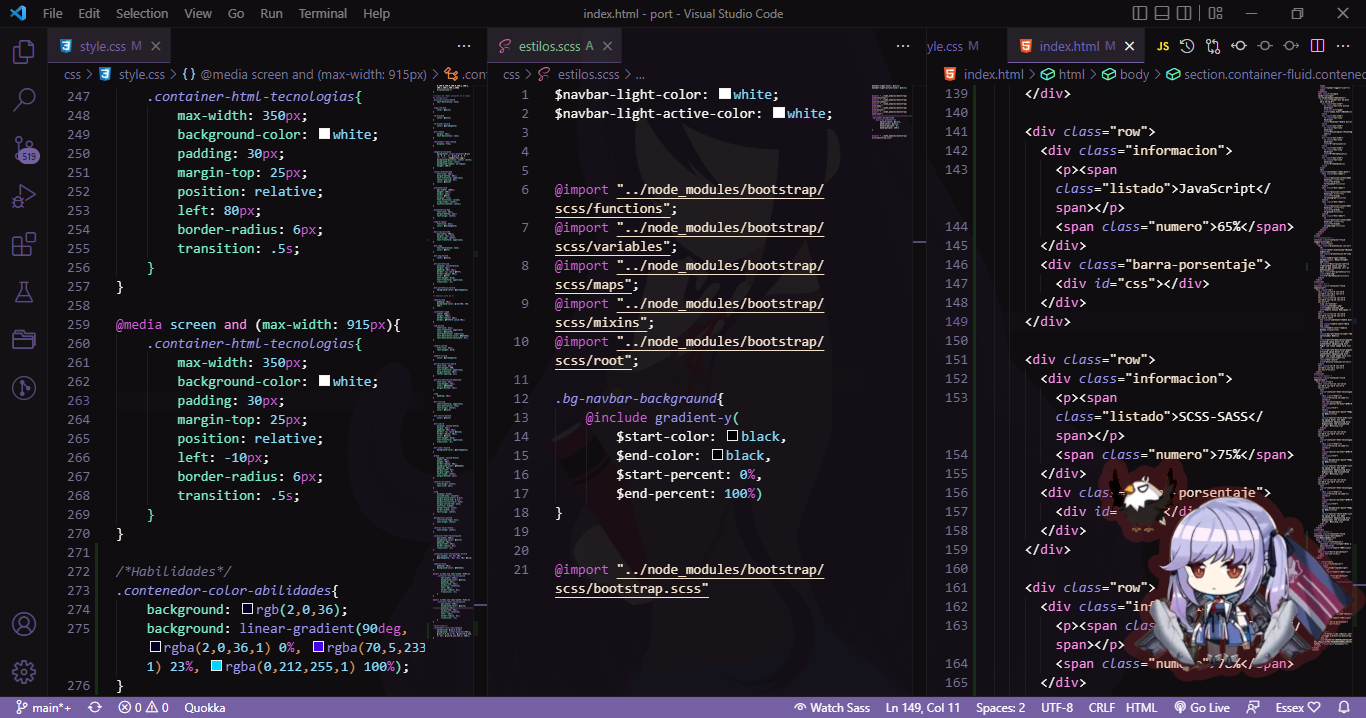 File Edit Selection View Go Run Terminal Help
index.html - port - Visual Studio Code
style.css M
css > style.css > {} @media screen and (max-width: 915px) > .con
247 .container-html-tecnologias{
248 max-width: 350px;
249 background-color: white;
250 padding: 30px;
251 margin-top: 25px;
252 position: relative;
253 left: 80px;
254 border-radius: 6px;
255 transition: .5s;
256 }
257 }
258
259 @media screen and (max-width: 915px){
260 .container-html-tecnologias{
261 max-width: 350px;
262 background-color: white;
263 padding: 30px;
264 margin-top: 25px;
265 position: relative;
266 left: -10px;
267 border-radius: 6px;
268 transition: .5s;
269 }
270 }
271
272 /*Habilidades*/
273 .contenedor-color-abilidades{
274 background: rgb(2,0,36);
275 background: linear-gradient(90deg,
rgba(2,0,36,1) 0%, rgba(70,5,233
1) 23%, rgba(0,212,255,1) 100%);
276 }
519
estilos.scss A
css > estilos.scss > ...
1 $navbar-light-color: white;
2 $navbar-light-active-color: white;
3
4
5
6 @import "../node_modules/bootstrap/
scss/functions";
7 @import "../node_modules/bootstrap/
scss/variables";
8 @import "../node_modules/bootstrap/
scss/maps";
9 @import "../node_modules/bootstrap/
scss/mixins";
10 @import "../node_modules/bootstrap/
scss/root";
11
12 .bg-navbar-background{
13 @include gradient-y(
14 $start-color: black,
15 $end-color: black,
16 $start-percent: 0%,
17 $end-percent: 100%)
18 }
19
20
21 @import "../node_modules/bootstrap/
scss/bootstrap.scss"
yle.css M index.html M JS
index.html > html > body > section.container-fluid.contened
139 </div>
140
141 <div class="row">
142 <div class="informacion">
143 <p><span
class="listado">JavaScript</
span></p>
144 <span class="numero">65%</span>
145 </div>
146 <div class="barra-porsentaje">
147 <div id="css"></div>
148 </div>
149 </div>
150
151 <div class="row">
152 <div class="informacion">
153 <p><span
class="listado">SCSS-SASS</
span></p>
154 <span class="numero">75%</span>
155 </div>
156 <div clas porsentaje">
157 <div id= </di
158 </div>
159 </div>
160
161 <div class="row">
162 <div class="inf
163 <p><span c
span></p>
164 <span class="num %</span>
165 </div>
main*+ 0 0 Quokka Watch Sass Ln 149, Col 11 Spaces: 2 UTF-8 CRLF HTML Go Live Essex